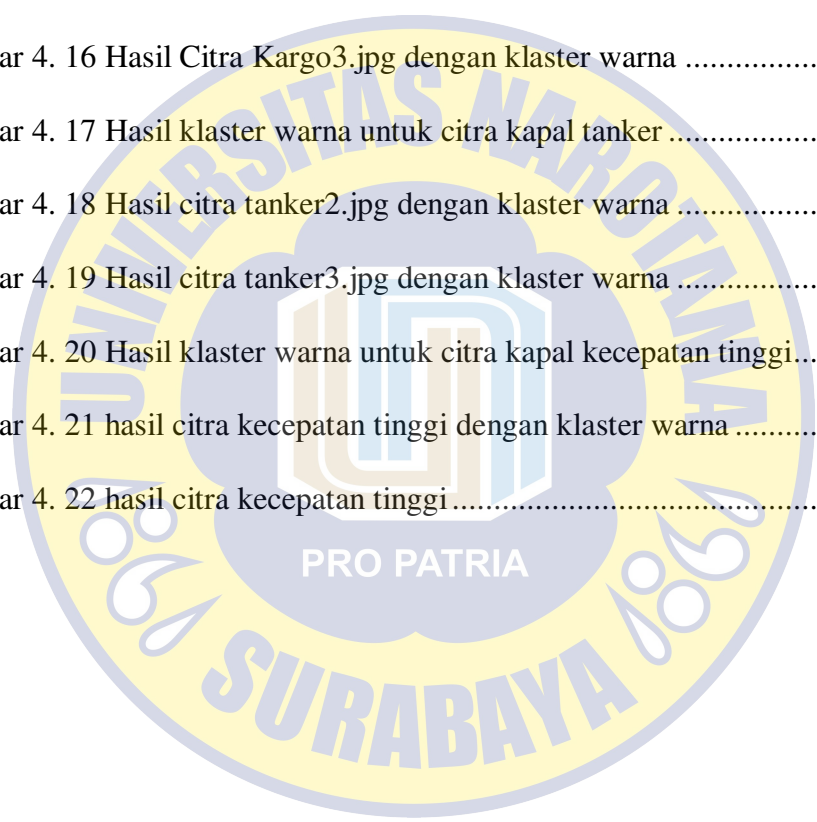 ar 4. 16 Hasil Citra Kargo3.jpg dengan klaster warna ................
ar 4. 17 Hasil klaster warna untuk citra kapal tanker ..................
ar 4. 18 Hasil citra tanker2.jpg dengan klaster warna .................
ar 4. 19 Hasil citra tanker3.jpg dengan klaster warna .................
ar 4. 20 Hasil klaster warna untuk citra kapal kecepatan tinggi...
ar 4. 21 hasil citra kecepatan tinggi dengan klaster warna ..........
ar 4. 22 hasil citra kecepatan tinggi.............................................
UNIVERSITAS NAROTAMA
PRO PATRIA
SURABAYA